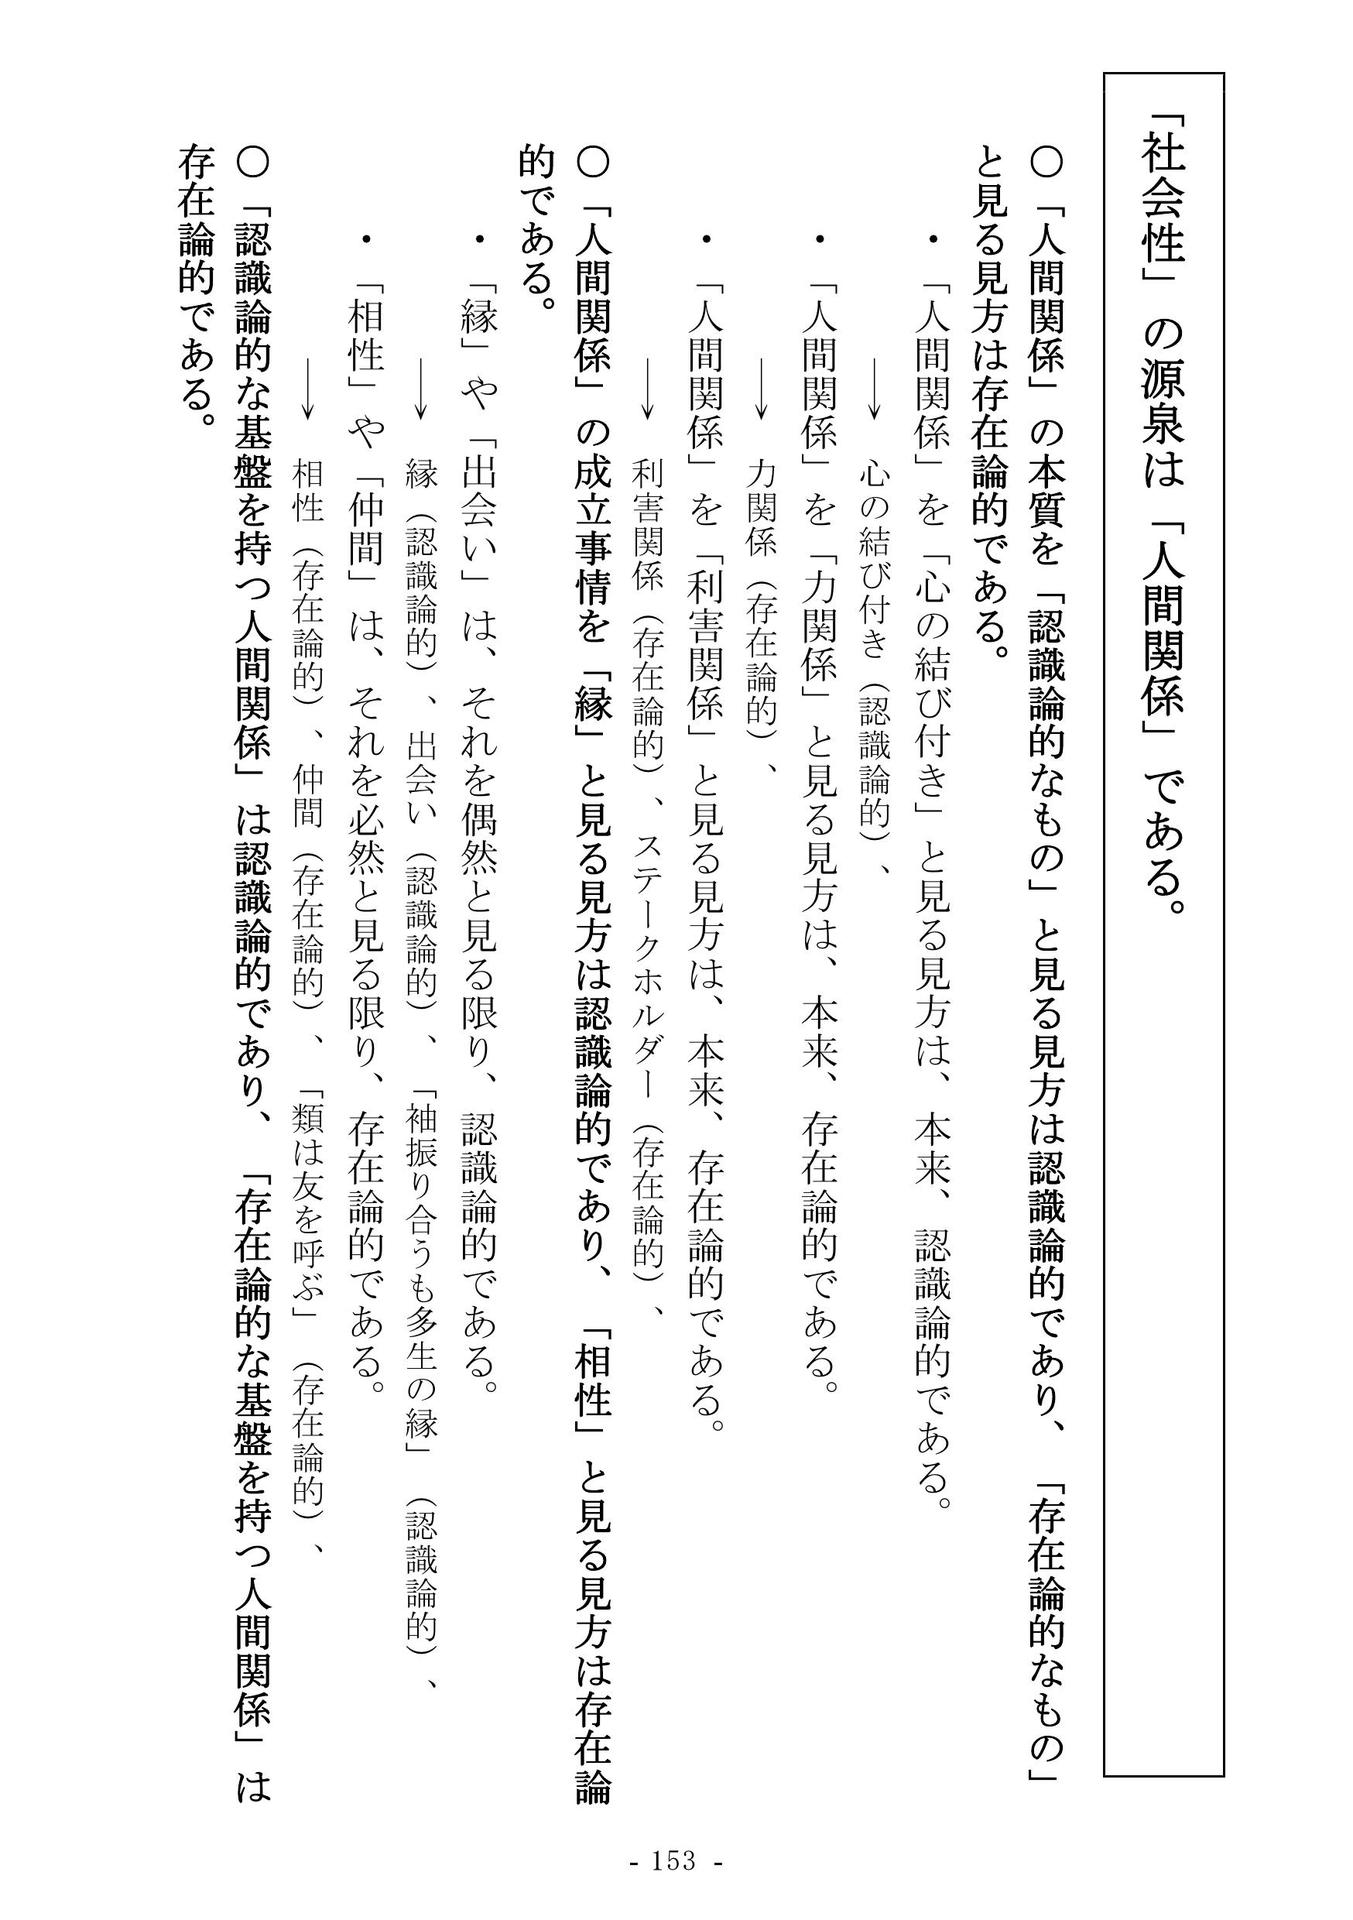 「社会性」の源泉は「人間関係」である。
○「人間関係」の本質を「認識論的なもの」と見る見方は認識論的であり、「存在論的なもの」
と見る見方は存在論的である。
・「人間関係」を「心の結び付き」と見る見方は、本来、認識論的である。
→ 心の結び付き（認識論的）、
・「人間関係」を「力関係」と見る見方は、本来、存在論的である。
→ 力関係（存在論的）、
・「人間関係」を「利害関係」と見る見方は、本来、存在論的である。
→ 利害関係（存在論的）、ステークホルダー（存在論的）、
○「人間関係」の成立事情を「縁」と見る見方は認識論的であり、「相性」と見る見方は存在論
的である。
・「縁」や「出会い」は、それを偶然と見る限り、認識論的である。
→ 縁（認識論的）、出会い（認識論的）、「袖振り合うも多生の縁」（認識論的）、
・「相性」や「仲間」は、それを必然と見る限り、存在論的である。
→ 相性（存在論的）、仲間（存在論的）、「類は友を呼ぶ」（存在論的）、
○「認識論的な基盤を持つ人間関係」は認識論的であり、「存在論的な基盤を持つ人間関係」は
存在論的である。
- 153 -